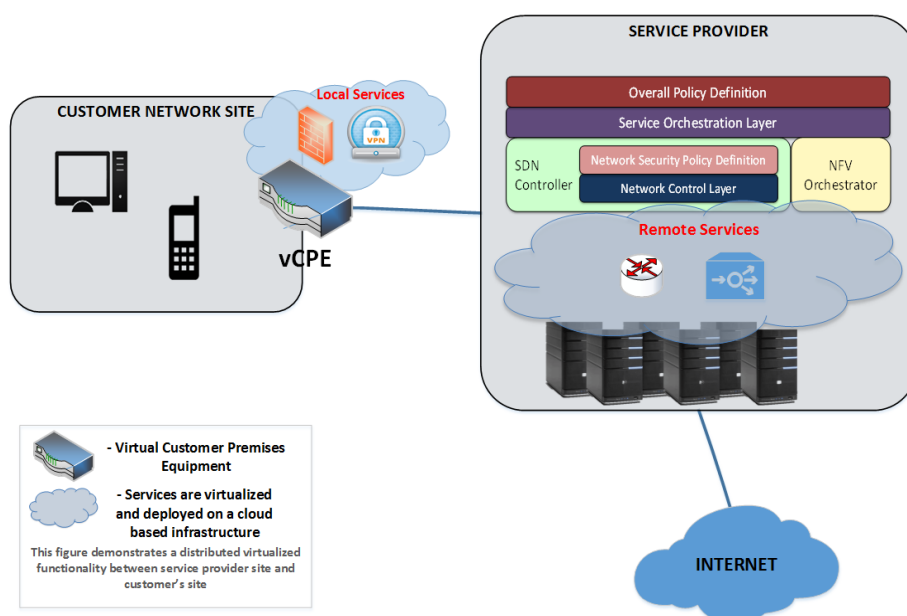 SERVICE PROVIDER
Overall Policy Definition
Service Orchestration Layer
SDN
Controller
Network Security Policy Definition
Network Control Layer
NFV
Orchestrator
Remote Services
CUSTOMER NETWORK SITE
Local Services
VPN
vCPE
- Virtual Customer Premises
Equipment
- Services are virtualized
and deployed on a cloud
based infrastructure
This figure demonstrates a distributed virtualized
functionality between service provider site and
customer's site
INTERNET